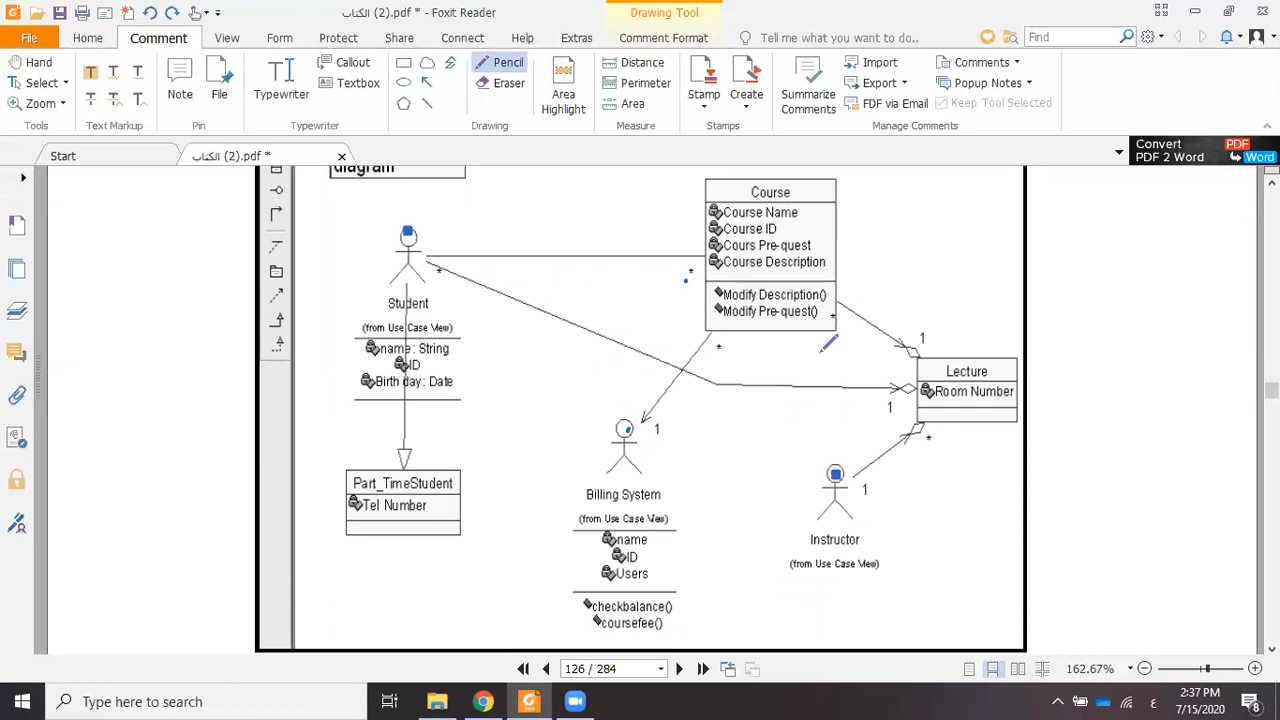 الكتاب (2).pdf * - Foxit Reader
Drawing Tool
File
Home
Comment
View
Form
Protect
Share
Connect
Help
Extras
Comment Format
Tell me what you want to do...
Find
Hand
Select
Zoom
Tools
Text Markup
Note
File
Pin
Typewriter
Callout
Textbox
Typewriter
Pencil
Eraser
Drawing
Area
Highlight
Distance
Perimeter
Area
Measure
Stamp
Create
Stamps
Summarize
Comments
Import
Export
FDF via Email
Comments
Popup Notes
Keep Tool Selected
Manage Comments
Start
الكتاب (2).pdf *
Convert PDF
PDF 2 Word Word
diagram
Course
Course Name
Course ID
Cours Pre-quest
Course Description
Modify Description()
Modify Pre-quest()
*
*
*
*
1
Student
(from Use Case View)
name : String
ID
Birth day : Date
Lecture
Room Number
1
1
*
Part_TimeStudent
Tel Number
Billing System
(from Use Case View)
name
ID
Users
checkbalance()
coursefee()
1
Instructor
(from Use Case View)
126 / 284
162.67%
Type here to search
ع
2:37 PM
7/15/2020
8